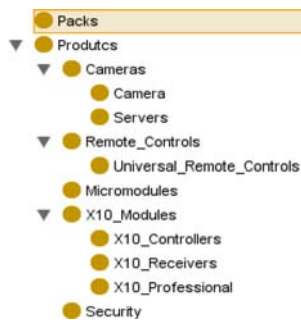 Packs
Produtcs
Cameras
Camera
Servers
Remote_Controls
Universal_Remote_Controls
Micromodules
X10_Modules
X10_Controllers
X10_Receivers
X10_Professional
Security